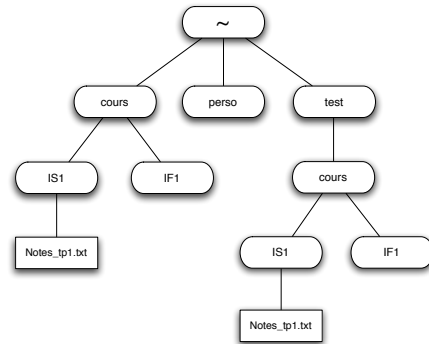 ~
cours
perso
test
IS1
IF1
cours
Notes_tp1.txt
IS1
IF1
Notes_tp1.txt